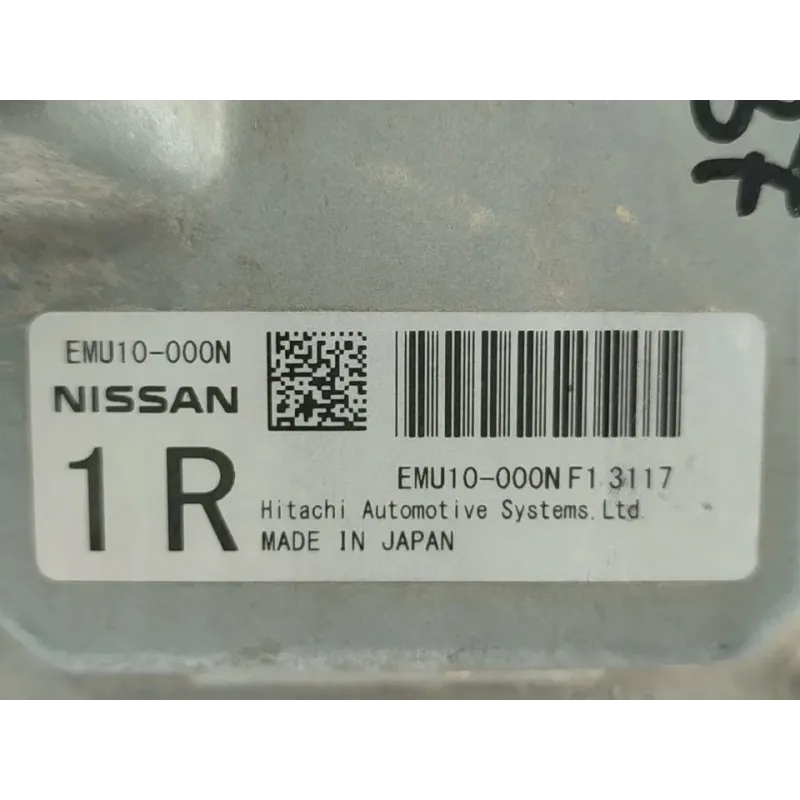 EMU10-000N
NISSAN
1R
EMU10-000N F1 3117
Hitachi Automotive Systems,Ltd.
MADE IN JAPAN